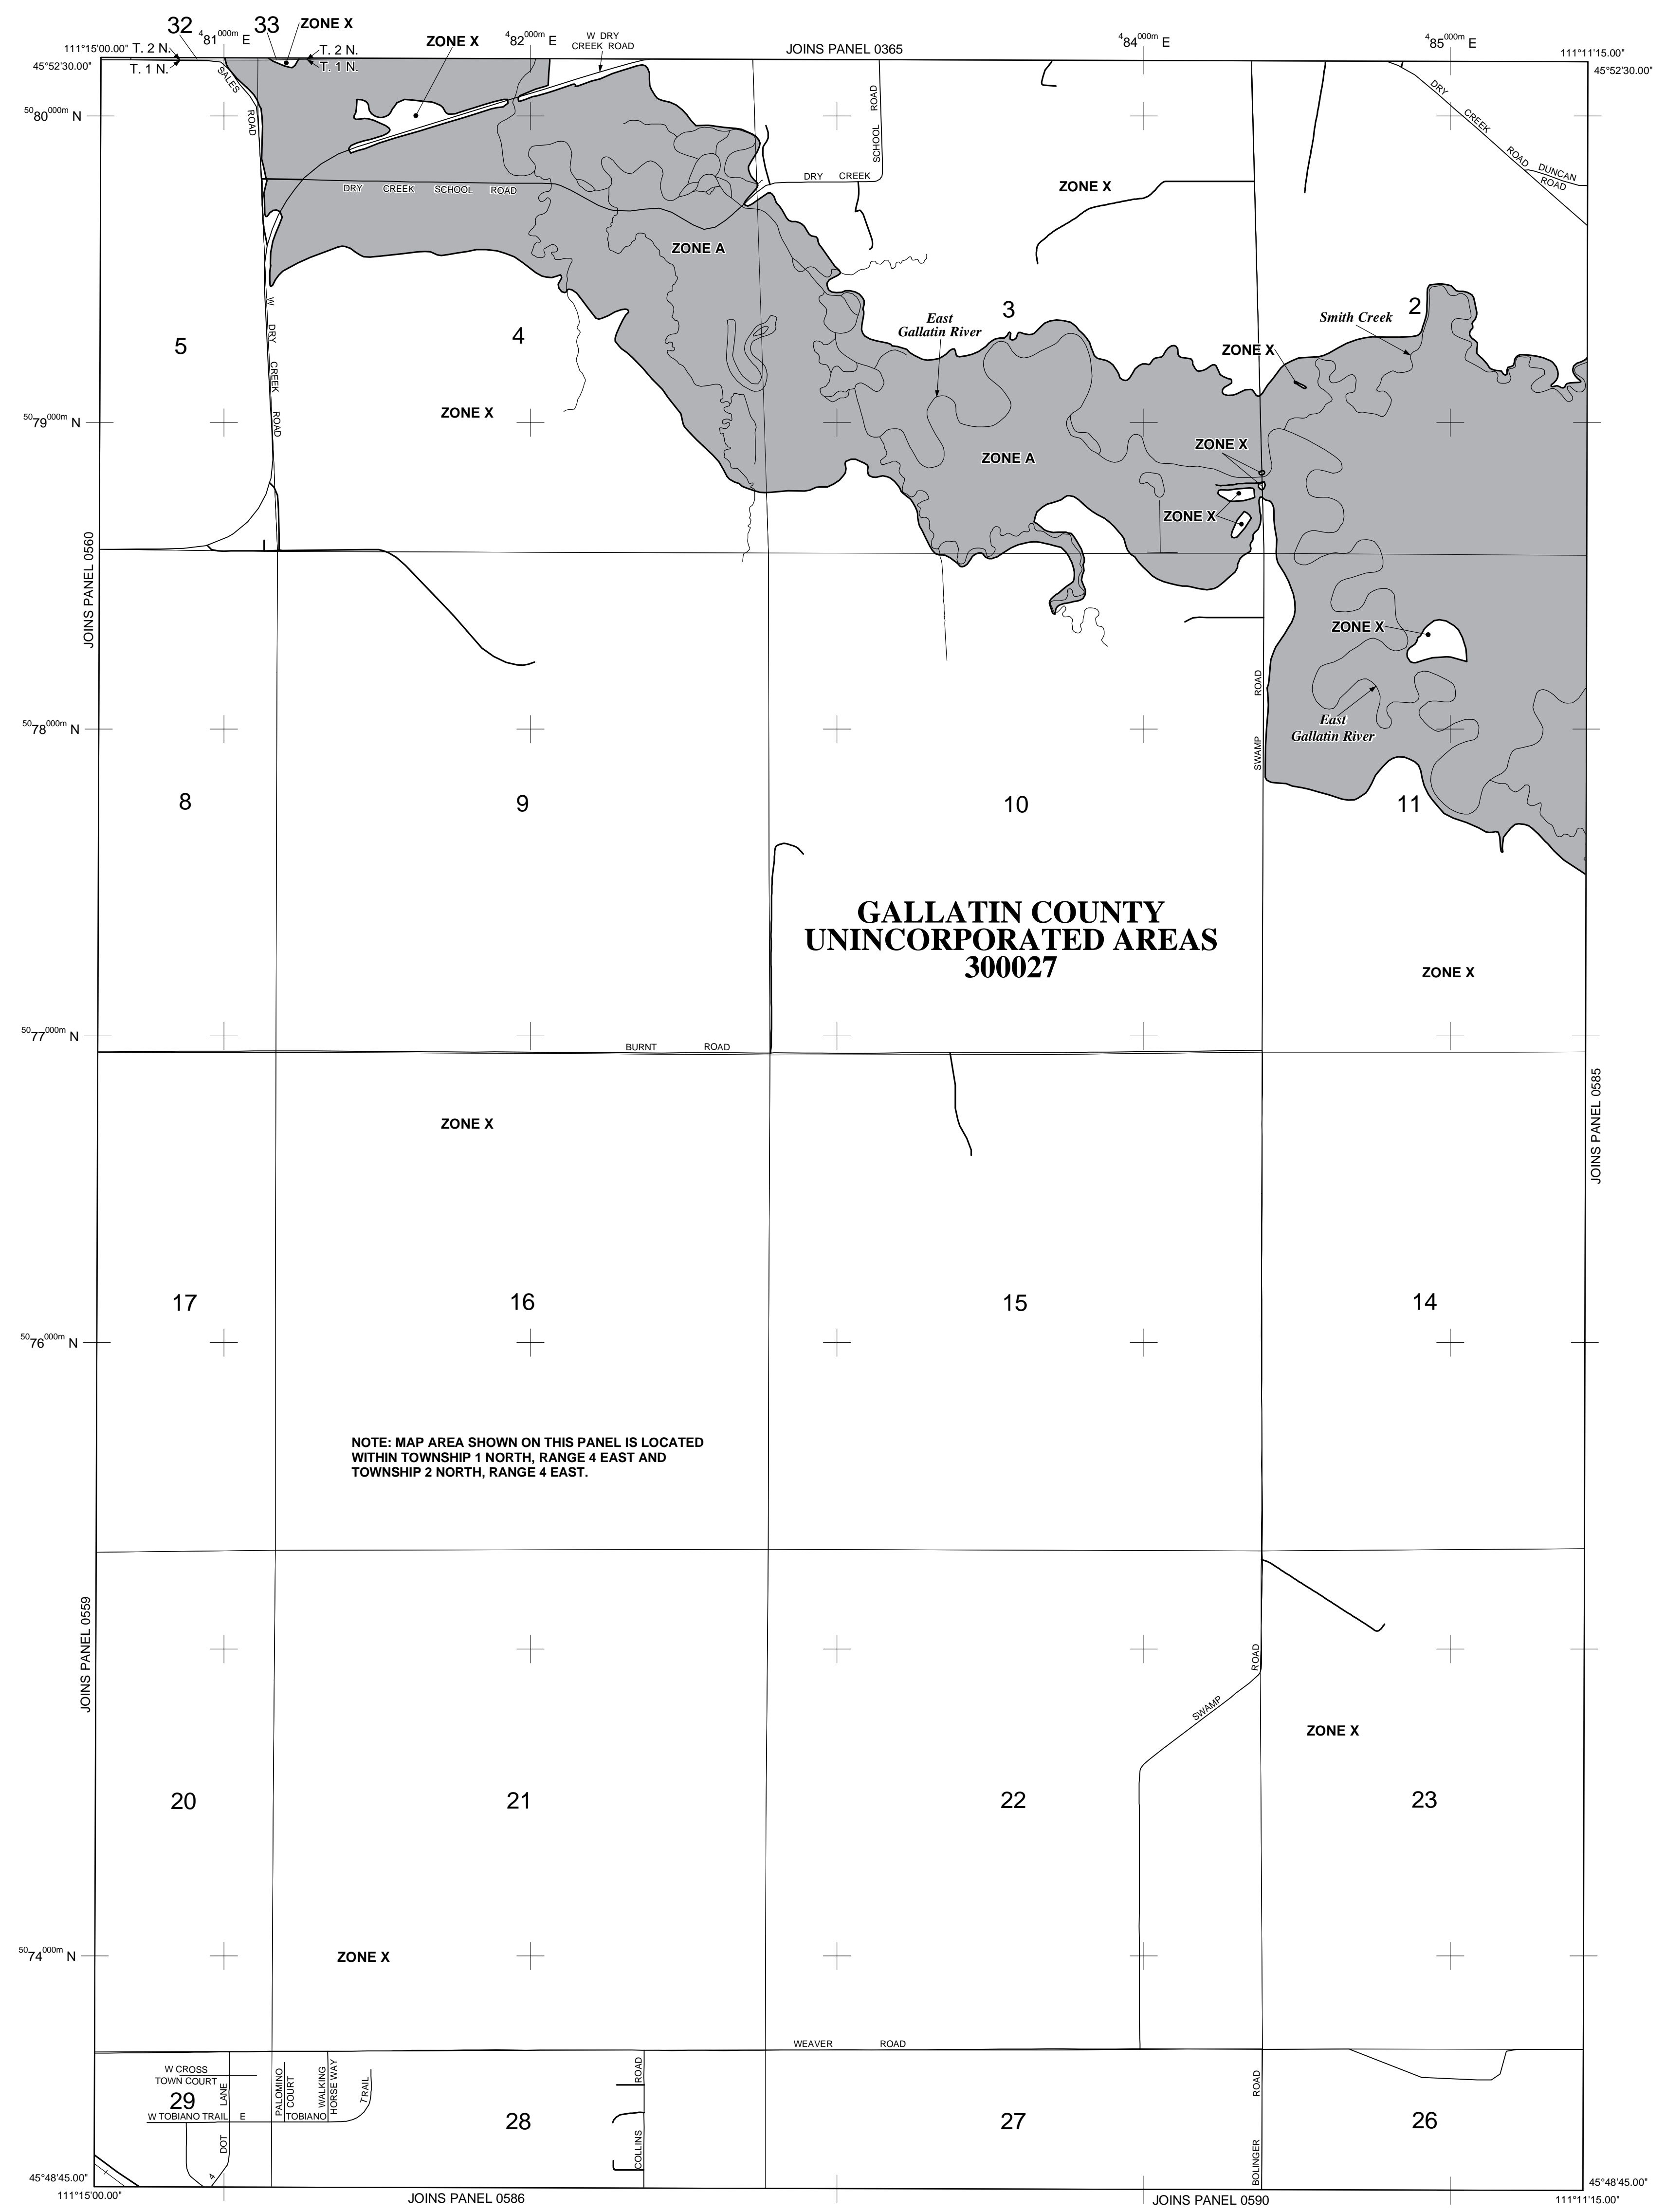 32
33
ZONE X
481000m E
ZONE X
482000m E
W DRY
CREEK ROAD
JOINS PANEL 0365
484000m E
485000m E
111°15'00.00"
T. 2 N.
T. 2 N.
111°11'15.00"
45°52'30.00"
T. 1 N.
T. 1 N.
45°52'30.00"
SALES ROAD
5080000m N
SCHOOL ROAD
DRY CREEK ROAD
DUNCAN ROAD
DRY CREEK SCHOOL ROAD
DRY CREEK
ZONE X
ZONE A
W DRY CREEK ROAD
5
4
3
2
East
Gallatin River
Smith Creek
ZONE X
ZONE X
5079000m N
ZONE A
ZONE X
ZONE X
JOINS PANEL 0560
ZONE X
SWAMP ROAD
East
Gallatin River
5078000m N
8
9
10
11
GALLATIN COUNTY
UNINCORPORATED AREAS
300027
ZONE X
5077000m N
BURNT ROAD
JOINS PANEL 0585
ZONE X
17
16
15
14
5076000m N
NOTE: MAP AREA SHOWN ON THIS PANEL IS LOCATED
WITHIN TOWNSHIP 1 NORTH, RANGE 4 EAST AND
TOWNSHIP 2 NORTH, RANGE 4 EAST.
JOINS PANEL 0559
SWAMP ROAD
ZONE X
20
21
22
23
5074000m N
ZONE X
WEAVER ROAD
W CROSS
TOWN COURT
29
LANE
DOT
PALOMINO
COURT
WALKING
HORSE WAY
TRAIL
W TOBIANO TRAIL
E TOBIANO
4
ROAD
COLLINS
28
27
ROAD
BOLINGER
26
45°48'45.00"
45°48'45.00"
111°15'00.00"
JOINS PANEL 0586
JOINS PANEL 0590
111°11'15.00"